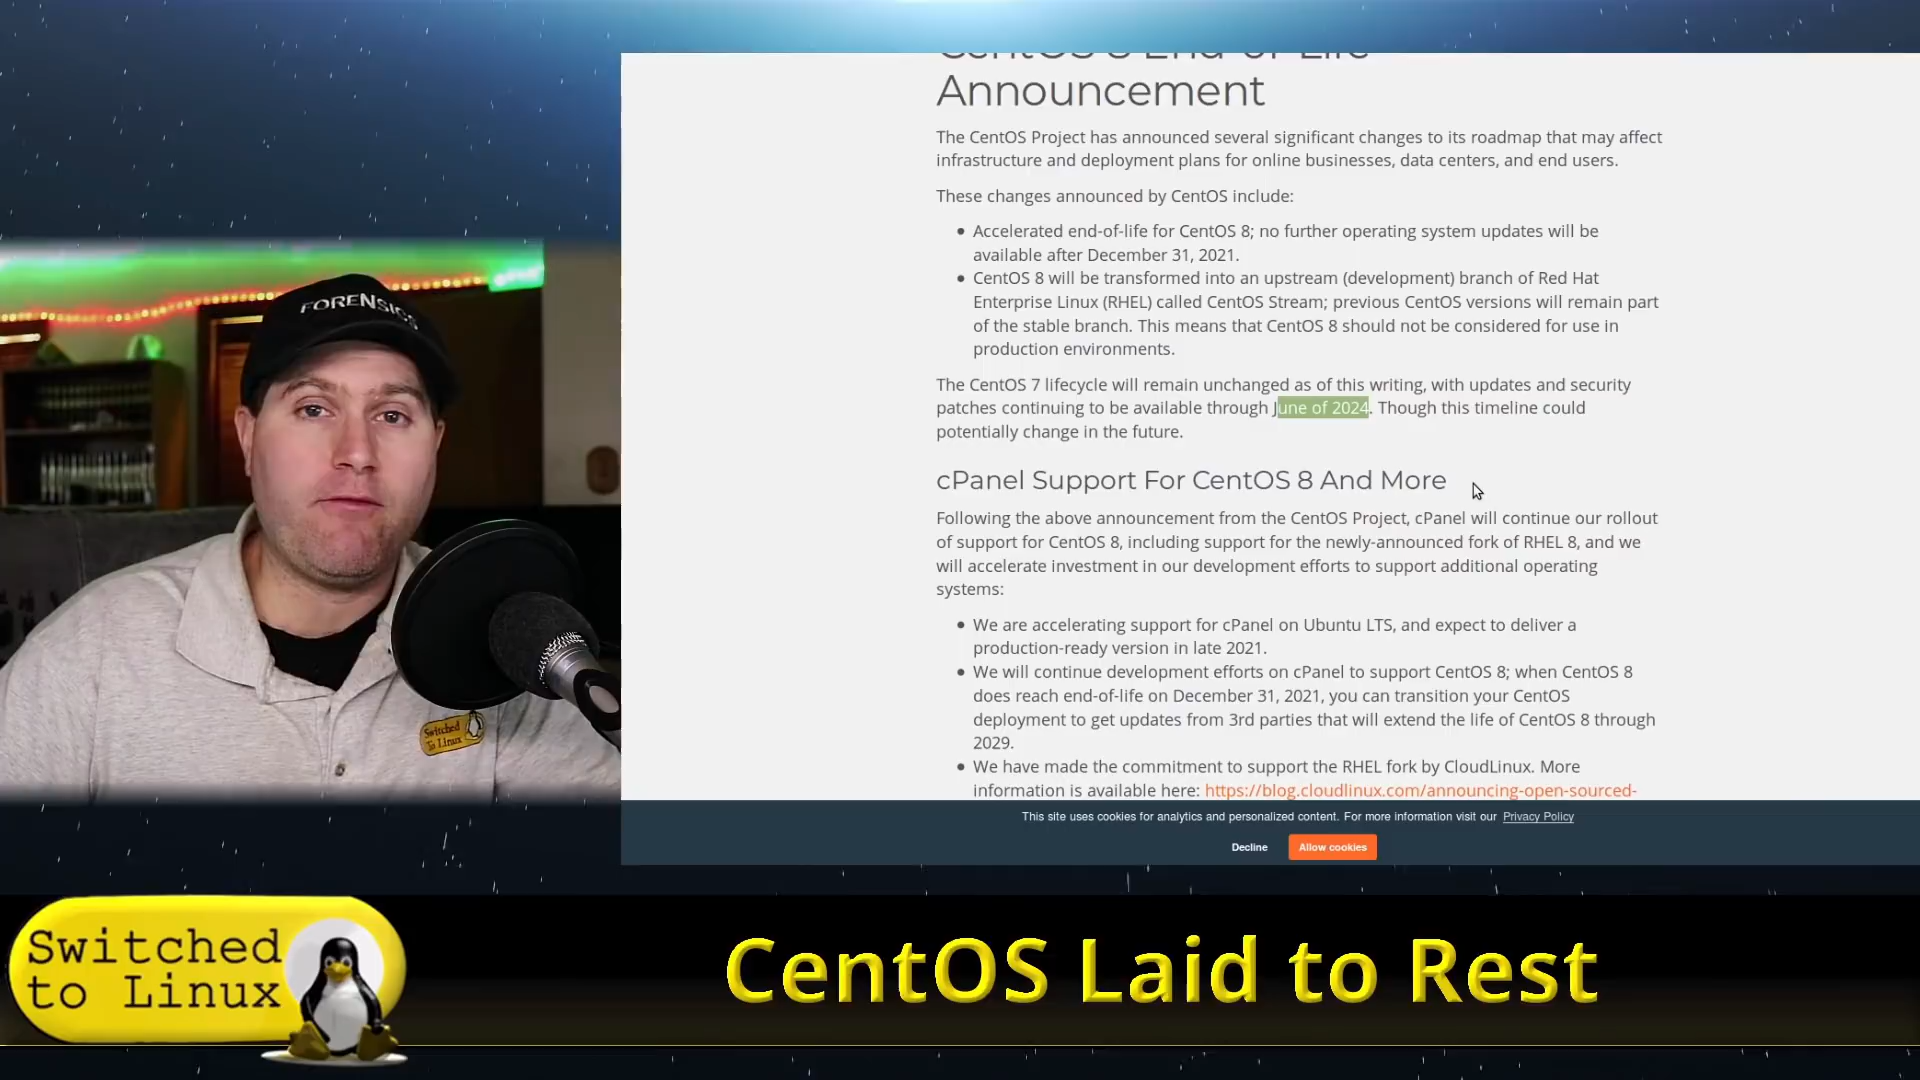 CentOS 8 End-of-Life
Announcement
The CentOS Project has announced several significant changes to its roadmap that may affect
infrastructure and deployment plans for online businesses, data centers, and end users.
These changes announced by CentOS include:
Accelerated end-of-life for CentOS 8; no further operating system updates will be
available after December 31, 2021.
CentOS 8 will be transformed into an upstream (development) branch of Red Hat
Enterprise Linux (RHEL) called CentOS Stream; previous CentOS versions will remain part
of the stable branch. This means that CentOS 8 should not be considered for use in
production environments.
The CentOS 7 lifecycle will remain unchanged as of this writing, with updates and security
patches continuing to be available through June of 2024. Though this timeline could
potentially change in the future.
cPanel Support For CentOS 8 And More
Following the above announcement from the CentOS Project, cPanel will continue our rollout
of support for CentOS 8, including support for the newly-announced fork of RHEL 8, and we
will accelerate investment in our development efforts to support additional operating
systems:
We are accelerating support for cPanel on Ubuntu LTS, and expect to deliver a
production-ready version in late 2021.
We will continue development efforts on cPanel to support CentOS 8; when CentOS 8
does reach end-of-life on December 31, 2021, you can transition your CentOS
deployment to get updates from 3rd parties that will extend the life of CentOS 8 through
2029.
We have made the commitment to support the RHEL fork by CloudLinux. More
information is available here: https://blog.cloudlinux.com/announcing-open-sourced-
This site uses cookies for analytics and personalized content. For more information visit our Privacy Policy
Decline
Allow cookies
FORENSICS
Switched
To Linux
Switched
to Linux
CentOS Laid to Rest